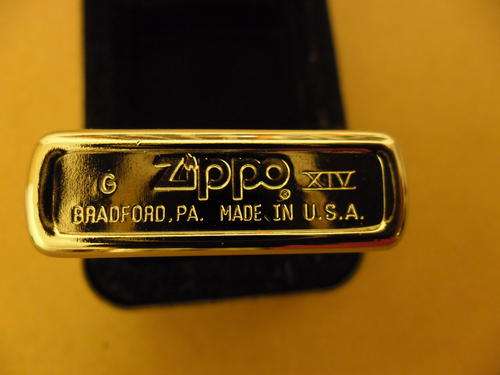 G Zippo ® XIV
BRADFORD, PA. MADE IN U.S.A.